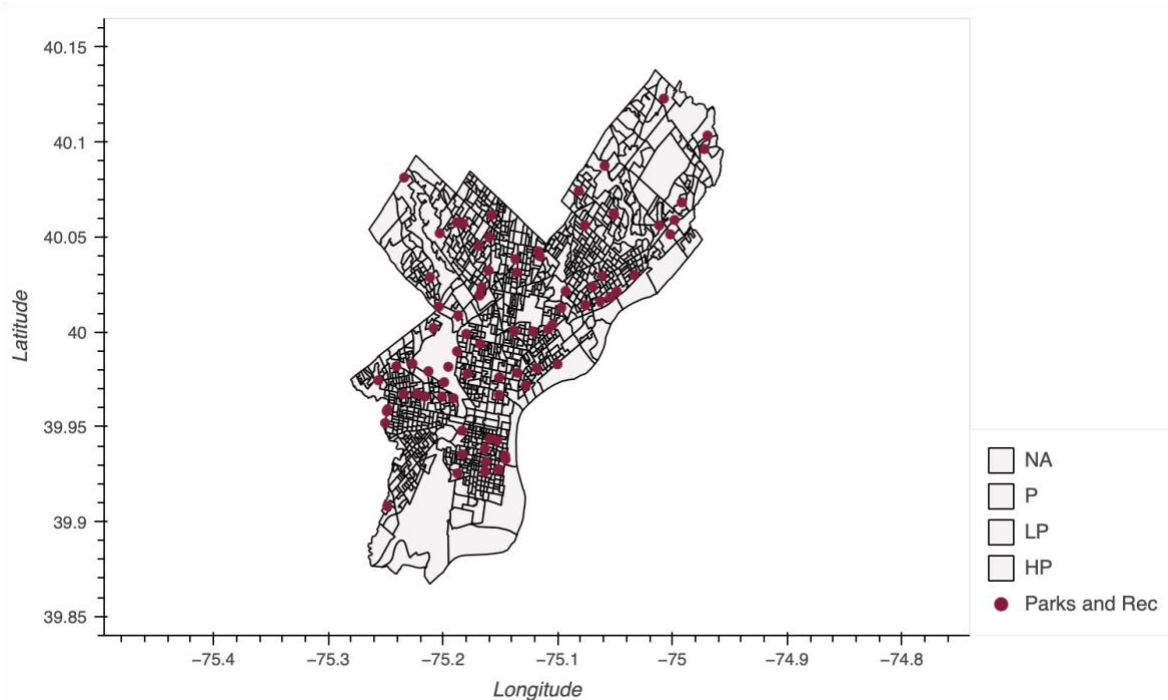 40.15
40.1
40.05
40
39.95
39.9
39.85
Latitude
−75.4
−75.3
−75.2
−75.1
−75
−74.9
−74.8
Longitude
NA
P
LP
HP
Parks and Rec